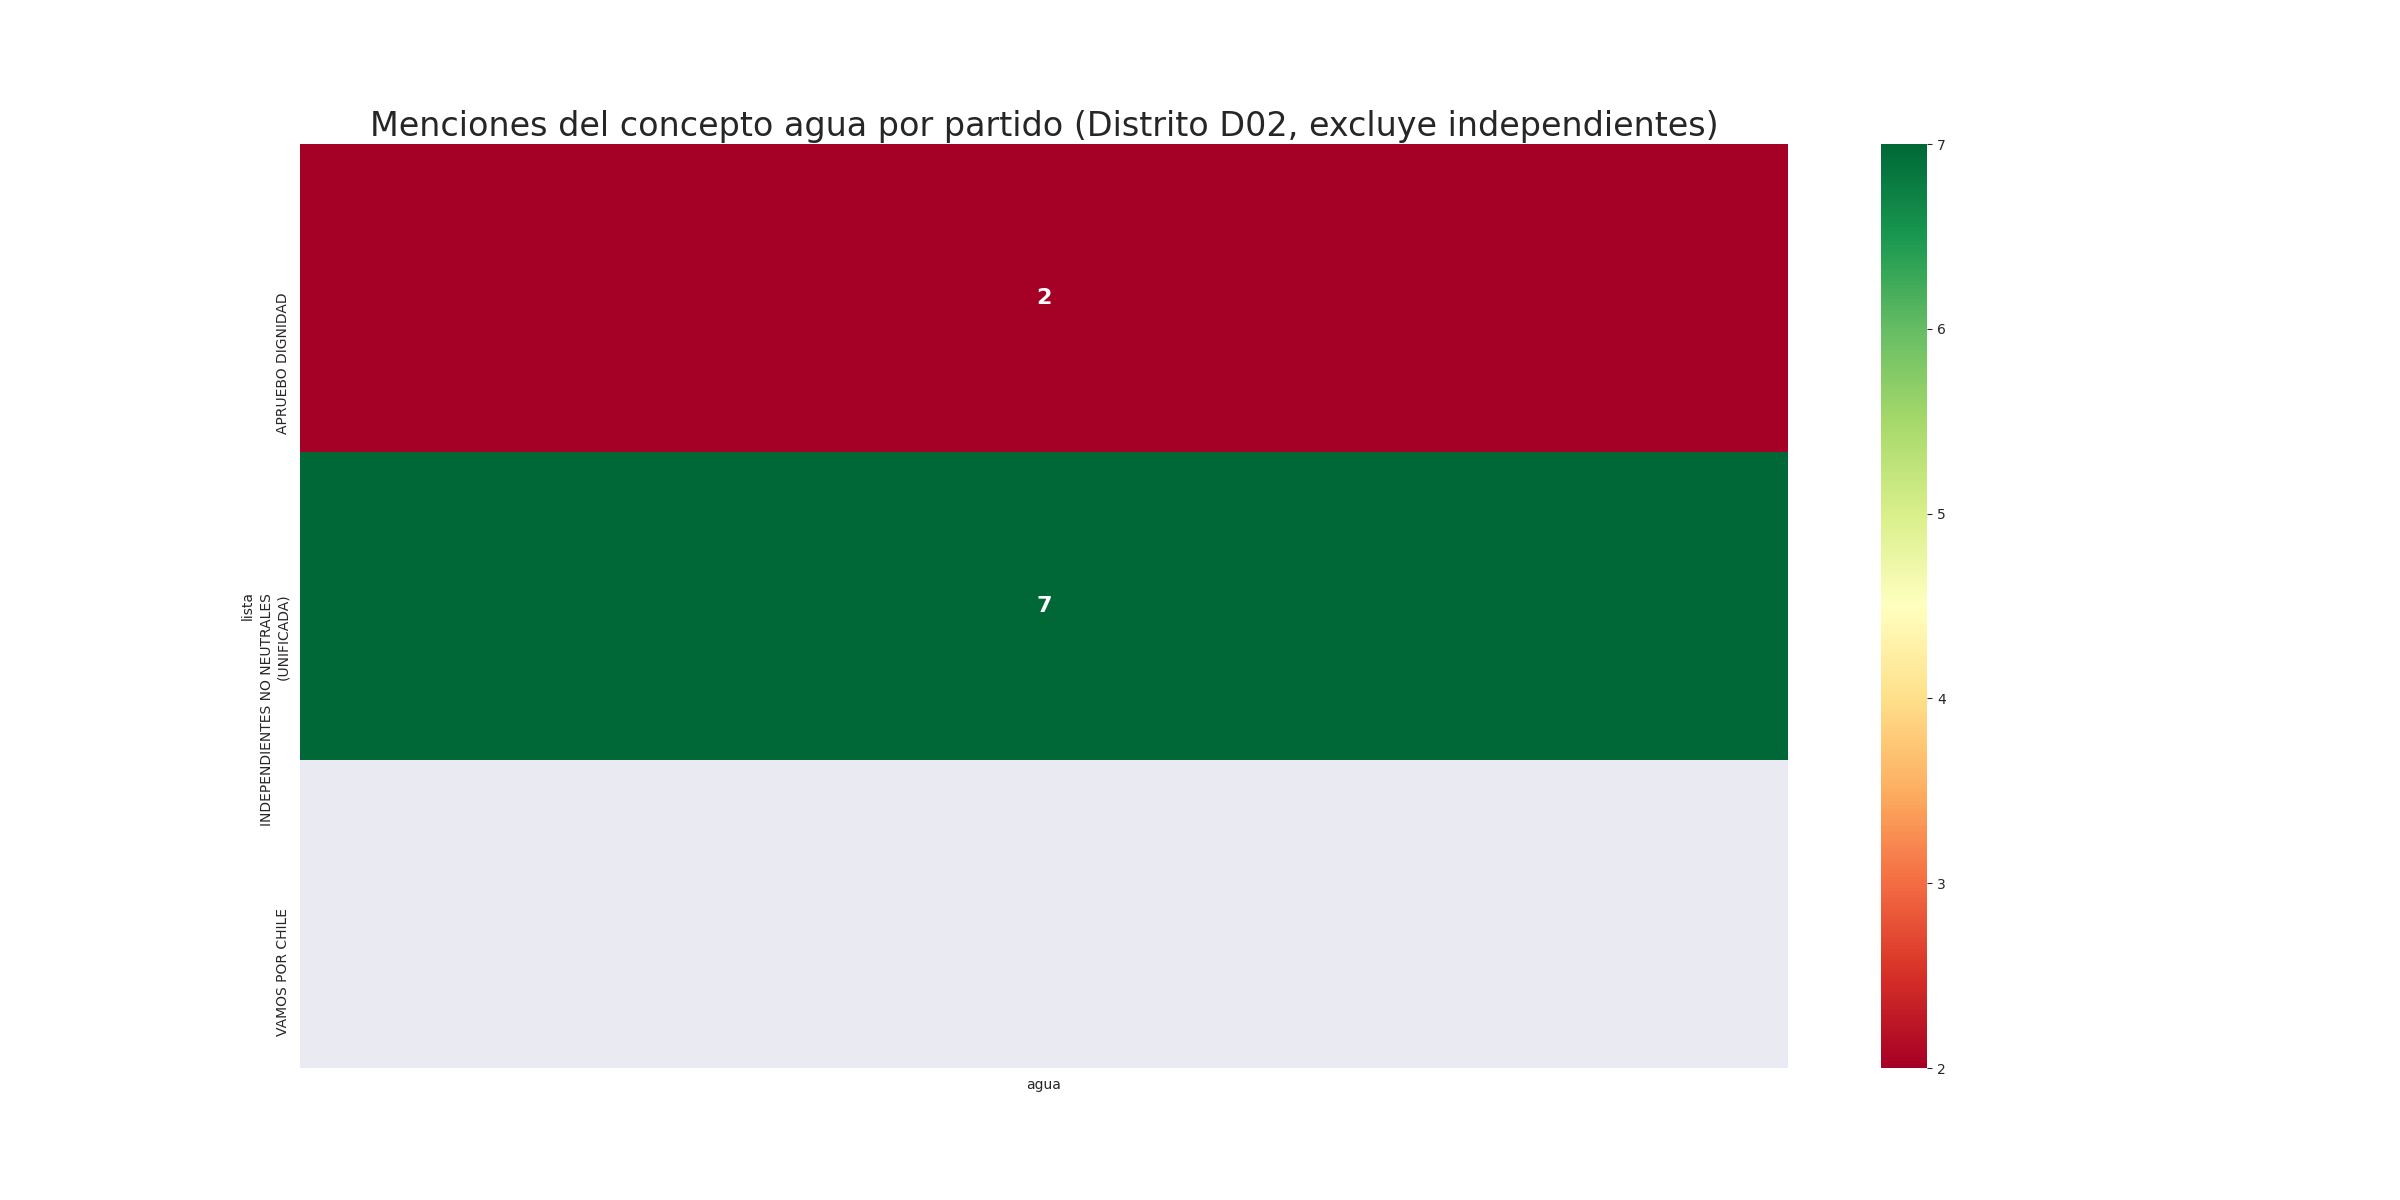 Menciones del concepto agua por partido (Distrito D02, excluye independientes)
lista
APRUEBO DIGNIDAD
INDEPENDIENTES NO NEUTRALES
(UNIFICADA)
VAMOS POR CHILE
2
7
agua
7
6
5
4
3
2